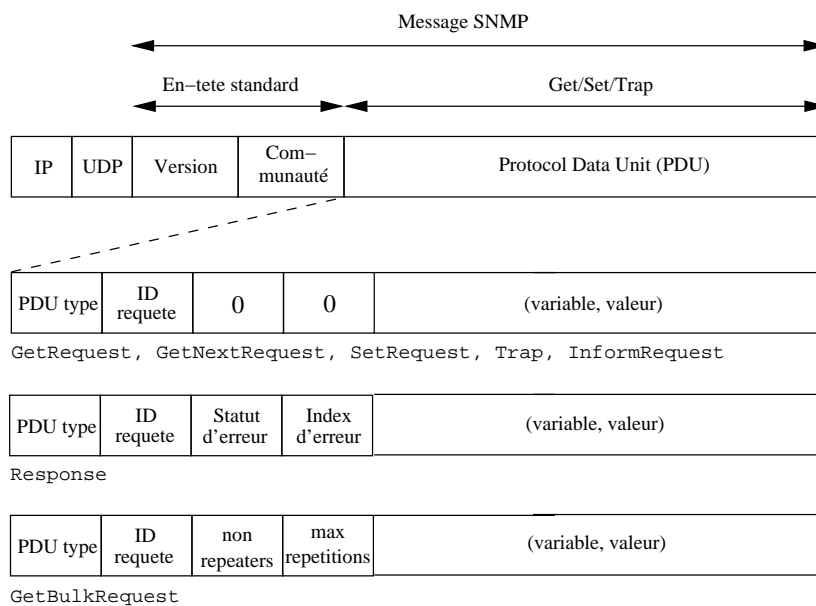 Message SNMP
En−tete standard
Get/Set/Trap
IP
UDP
Version
Com−
munauté
Protocol Data Unit (PDU)
PDU type
ID
requete
0
0
(variable, valeur)
GetRequest, GetNextRequest, SetRequest, Trap, InformRequest
PDU type
ID
requete
Statut
d'erreur
Index
d'erreur
(variable, valeur)
Response
PDU type
ID
requete
non
repeaters
max
repetitions
(variable, valeur)
GetBulkRequest